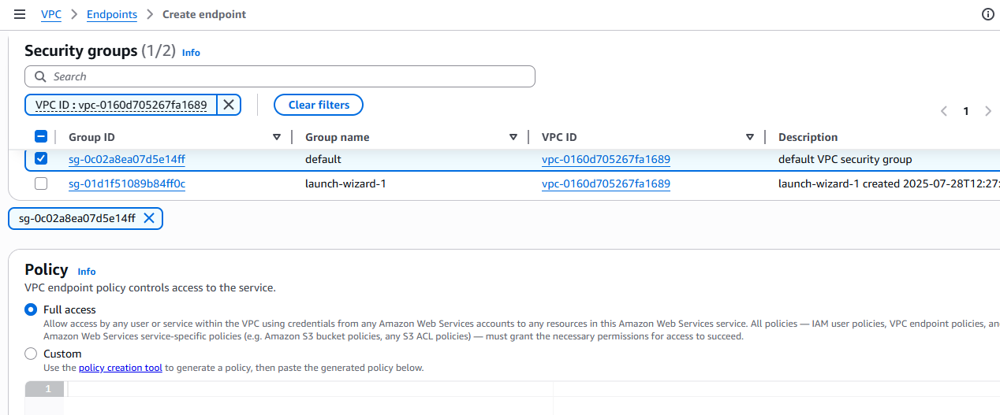 VPC > Endpoints > Create endpoint
Security groups (1/2) Info
Search
VPC ID : vpc-0160d705267fa1689
Clear filters
1
Group ID Group name VPC ID Description
sg-0c02a8ea07d5e14ff default vpc-0160d705267fa1689 default VPC security group
sg-01d1f51089b84ff0c launch-wizard-1 vpc-0160d705267fa1689 launch-wizard-1 created 2025-07-28T12:27:
sg-0c02a8ea07d5e14ff
Policy Info
VPC endpoint policy controls access to the service.
Full access
Allow access by any user or service within the VPC using credentials from any Amazon Web Services accounts to any resources in this Amazon Web Services service. All policies — IAM user policies, VPC endpoint policies, and
Amazon Web Services service-specific policies (e.g. Amazon S3 bucket policies, any S3 ACL policies) — must grant the necessary permissions for access to succeed.
Custom
Use the policy creation tool to generate a policy, then paste the generated policy below.
1